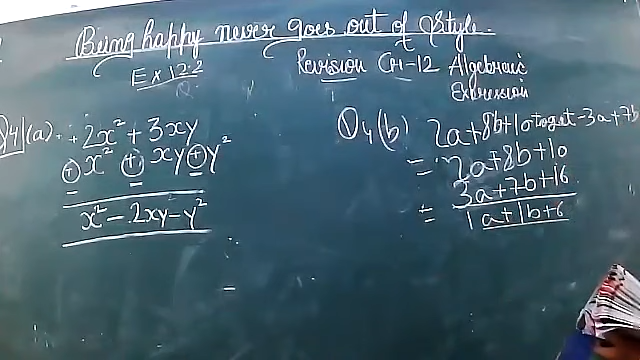 Being happy never goes out of Style.
Ex 12.2
Revision CH-12 Algebraic
Expression
Q4(a) +2x² + 3xy
x² xy y²
x² - 2xy - y²
Q4(b) 2a+8b+10 to get -3a+7b
= 2a+8b+10
3a+7b+16
= 1a+1b+6